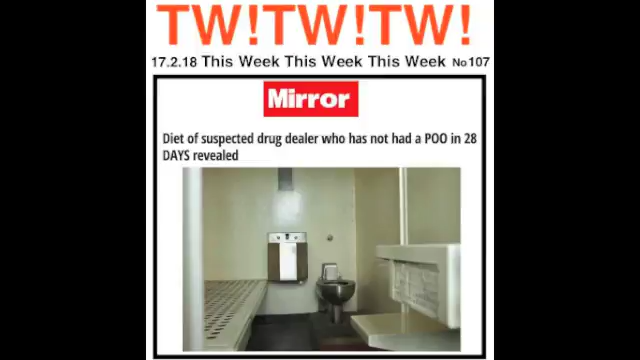 TW!TW!TW!
17.2.18 This Week This Week This Week No107
Mirror
Diet of suspected drug dealer who has not had a POO in 28
DAYS revealed